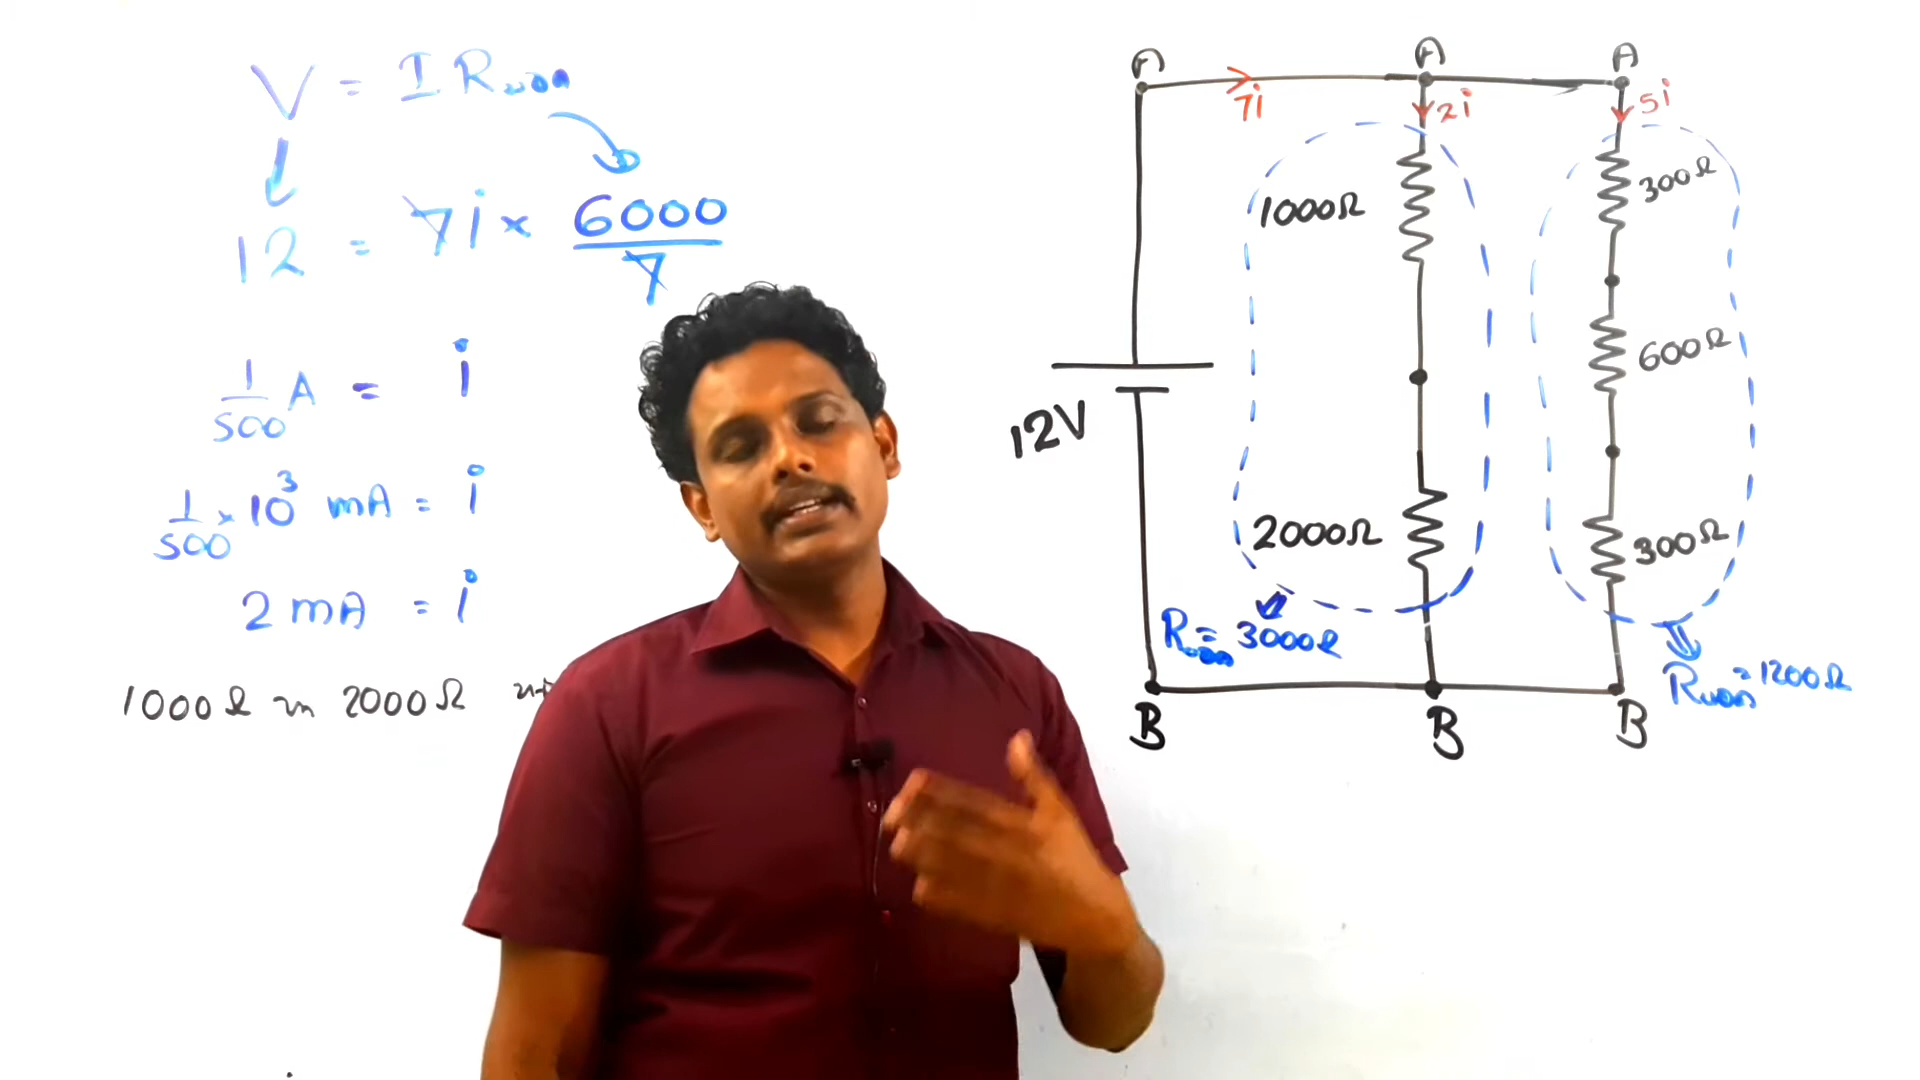 V = I R
12 = 7i × 6000/7
1/500 A = i
1/500 × 10³ mA = i
2 mA = i
1000Ω 2000Ω
A A A
7i 2i 5i
1000Ω 300Ω
600Ω
12V
2000Ω 300Ω
R = 3000Ω
R = 1200Ω
B B B